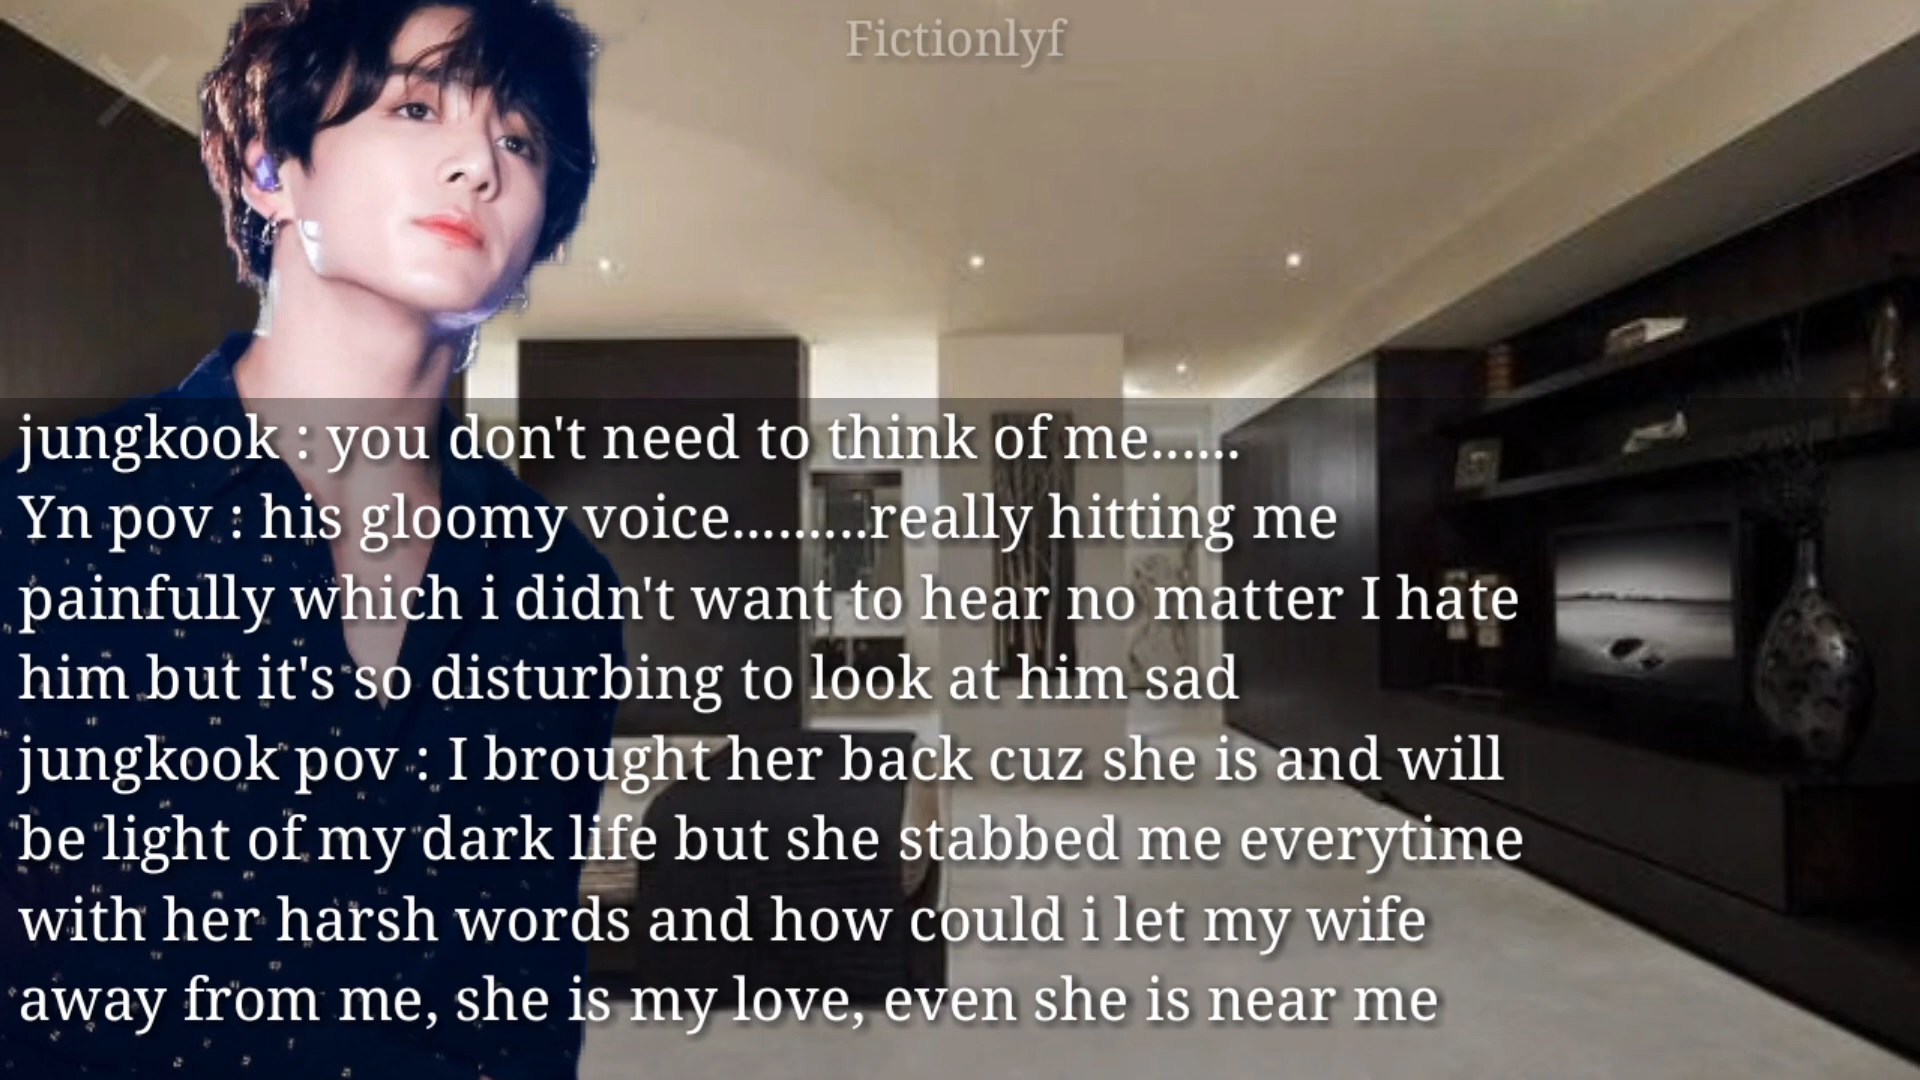 Fictionlyf
jungkook : you don't need to think of me......
Yn pov : his gloomy voice.........really hitting me
painfully which i didn't want to hear no matter I hate
him but it's so disturbing to look at him sad
jungkook pov : I brought her back cuz she is and will
be light of my dark life but she stabbed me everytime
with her harsh words and how could i let my wife
away from me, she is my love, even she is near me